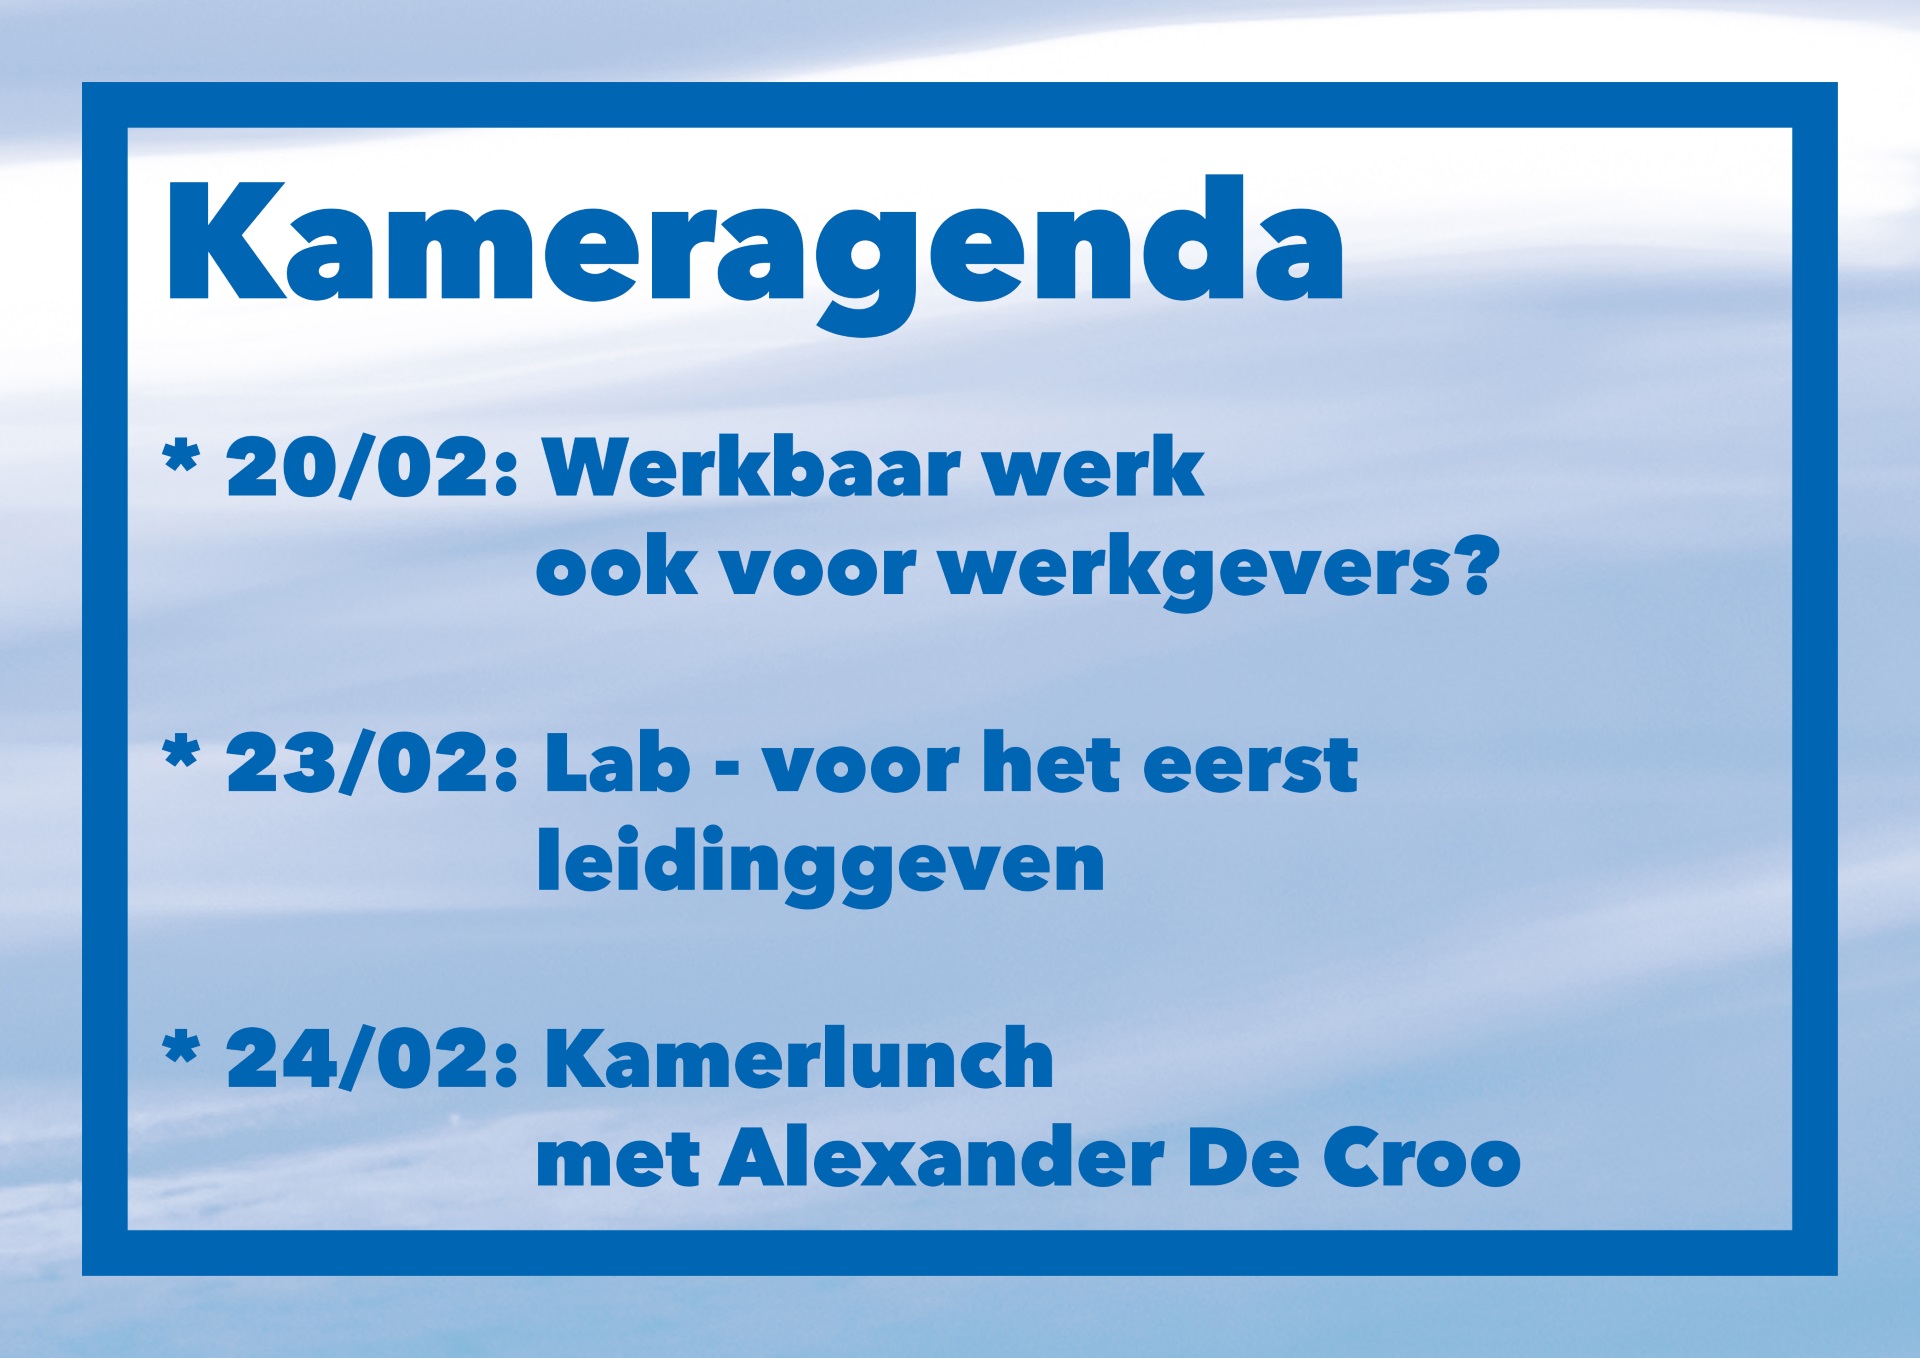 Kameragenda
* 20/02: Werkbaar werk
ook voor werkgevers?
* 23/02: Lab - voor het eerst
leidinggeven
* 24/02: Kamerlunch
met Alexander De Croo